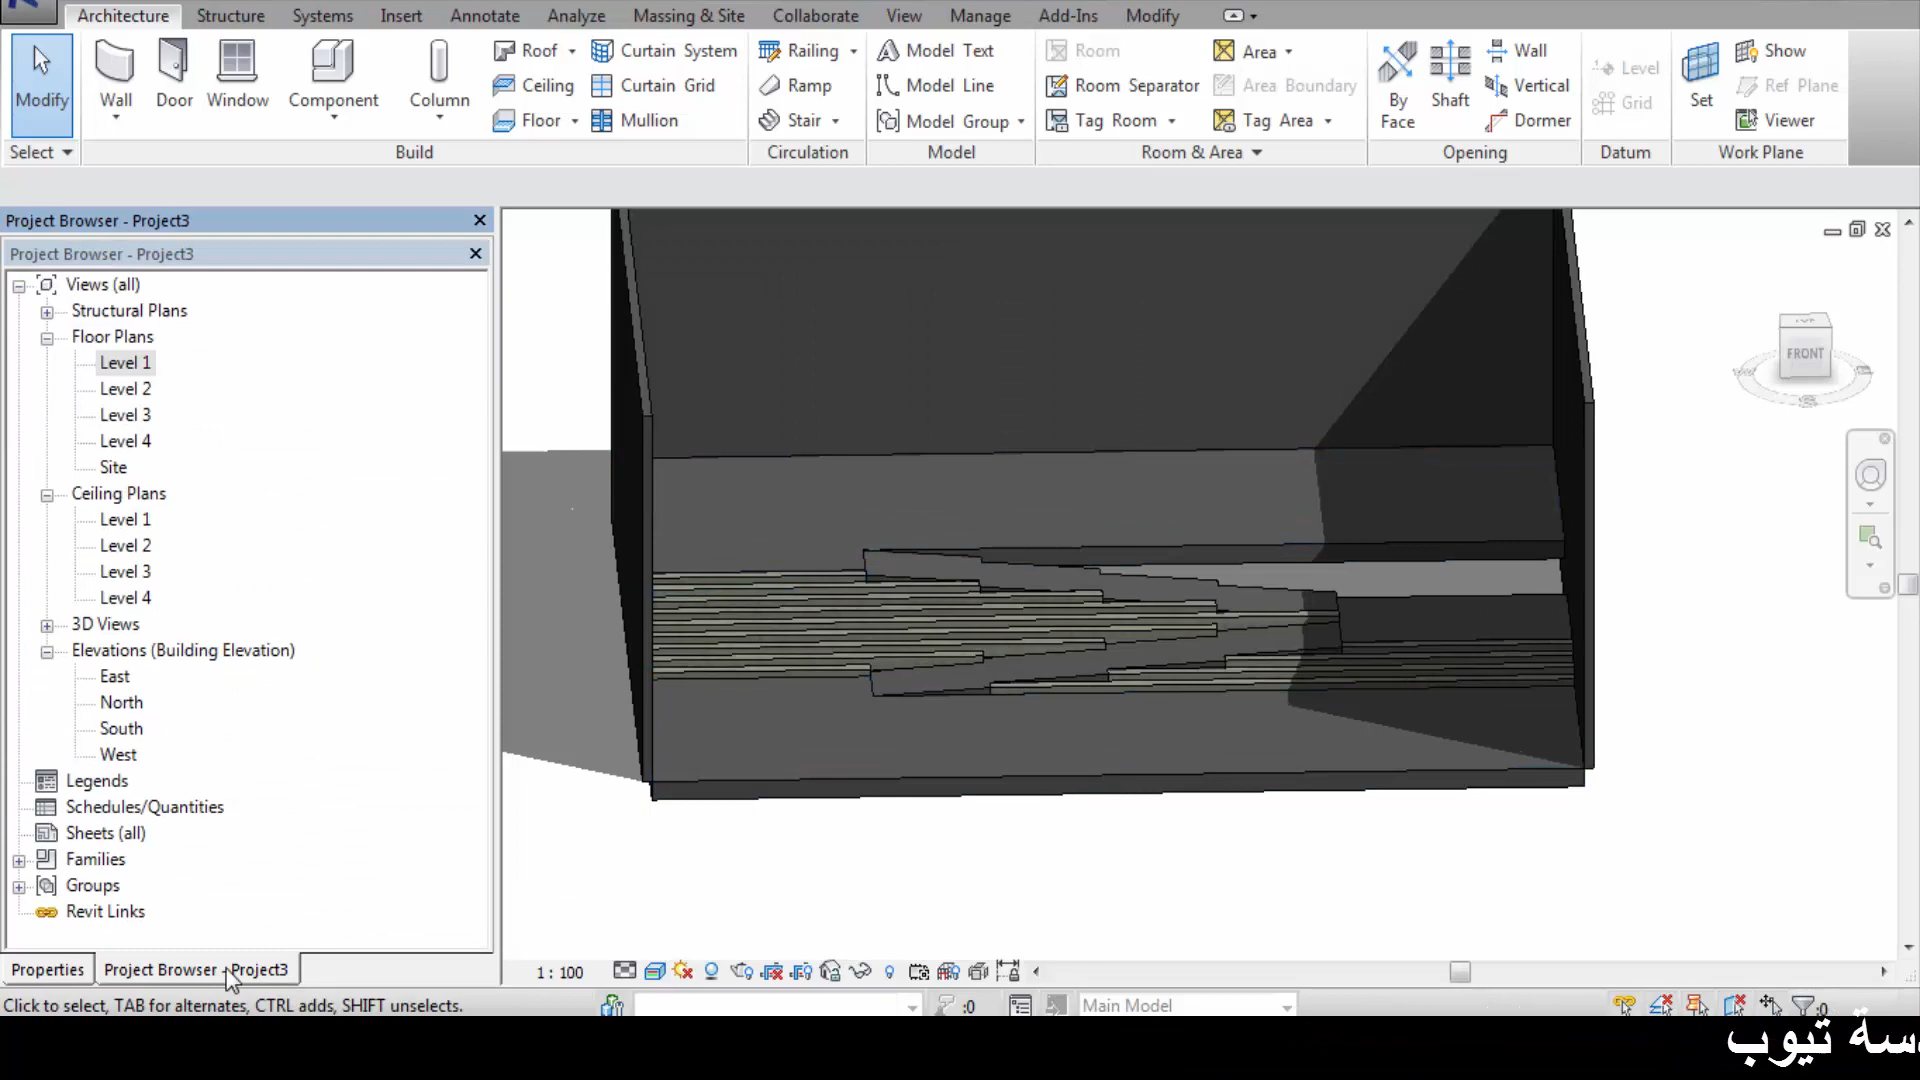 Architecture Structure Systems Insert Annotate Analyze Massing & Site Collaborate View Manage Add-Ins Modify
Modify Wall Door Window Component Column
Roof Curtain System
Ceiling Curtain Grid
Floor Mullion
Railing
Ramp
Stair
Model Text
Model Line
Model Group
Room Area
Room Separator Area Boundary
Tag Room Tag Area
By Face
Shaft
Wall
Vertical
Dormer
Level
Grid
Set
Show
Ref Plane
Viewer
Select Build Circulation Model Room & Area Opening Datum Work Plane
Project Browser - Project3
Project Browser - Project3
Views (all)
Structural Plans
Floor Plans
Level 1
Level 2
Level 3
Level 4
Site
Ceiling Plans
Level 1
Level 2
Level 3
Level 4
3D Views
Elevations (Building Elevation)
East
North
South
West
Legends
Schedules/Quantities
Sheets (all)
Families
Groups
Revit Links
FRONT
Properties Project Browser - Project3
1 : 100
Click to select, TAB for alternates, CTRL adds, SHIFT unselects.
:0 Main Model :0
تيوب